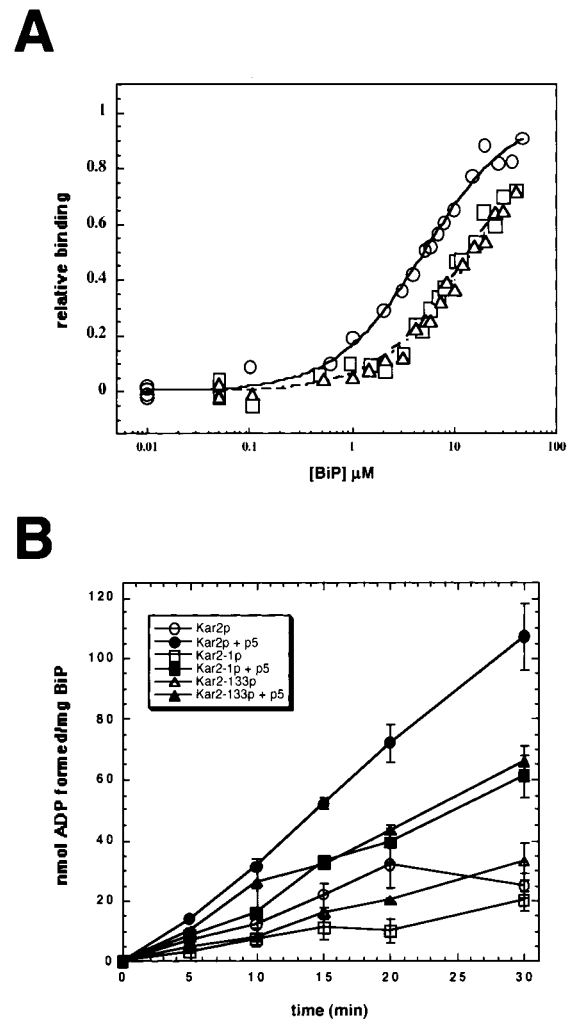 A
relative binding
1
0.8
0.6
0.4
0.2
0
0.01 0.1 1 10 100
[BiP] μM
B
nmol ADP formed/mg BiP
120
100
80
60
40
20
0
Kar2p
Kar2p + p5
Kar2-1p
Kar2-1p + p5
Kar2-133p
Kar2-133p + p5
0 5 10 15 20 25 30
time (min)